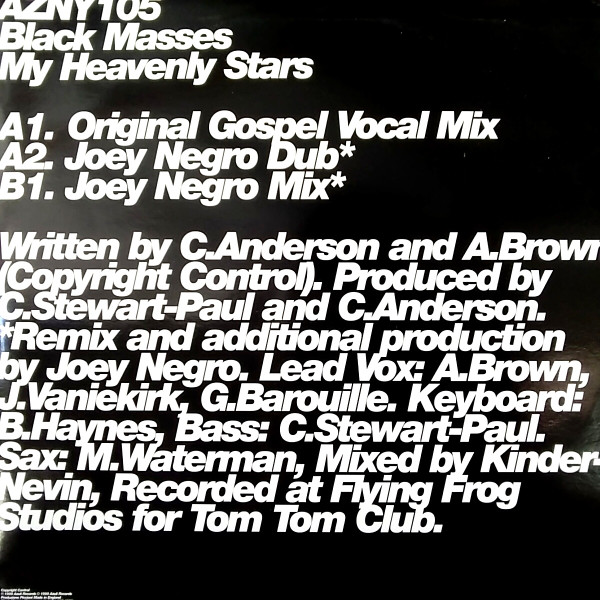 AZNY105
Black Masses
My Heavenly Stars
A1. Original Gospel Vocal Mix
A2. Joey Negro Dub*
B1. Joey Negro Mix*
Written by C.Anderson and A.Brown
(Copyright Control). Produced by
C.Stewart-Paul and C.Anderson.
*Remix and additional production
by Joey Negro. Lead Vox: A.Brown,
J.Vaniekirk, G.Barouille. Keyboard:
B.Haynes, Bass: C.Stewart-Paul.
Sax: M.Waterman, Mixed by Kinder-
Nevin, Recorded at Flying Frog
Studios for Tom Tom Club.
Copyright Control